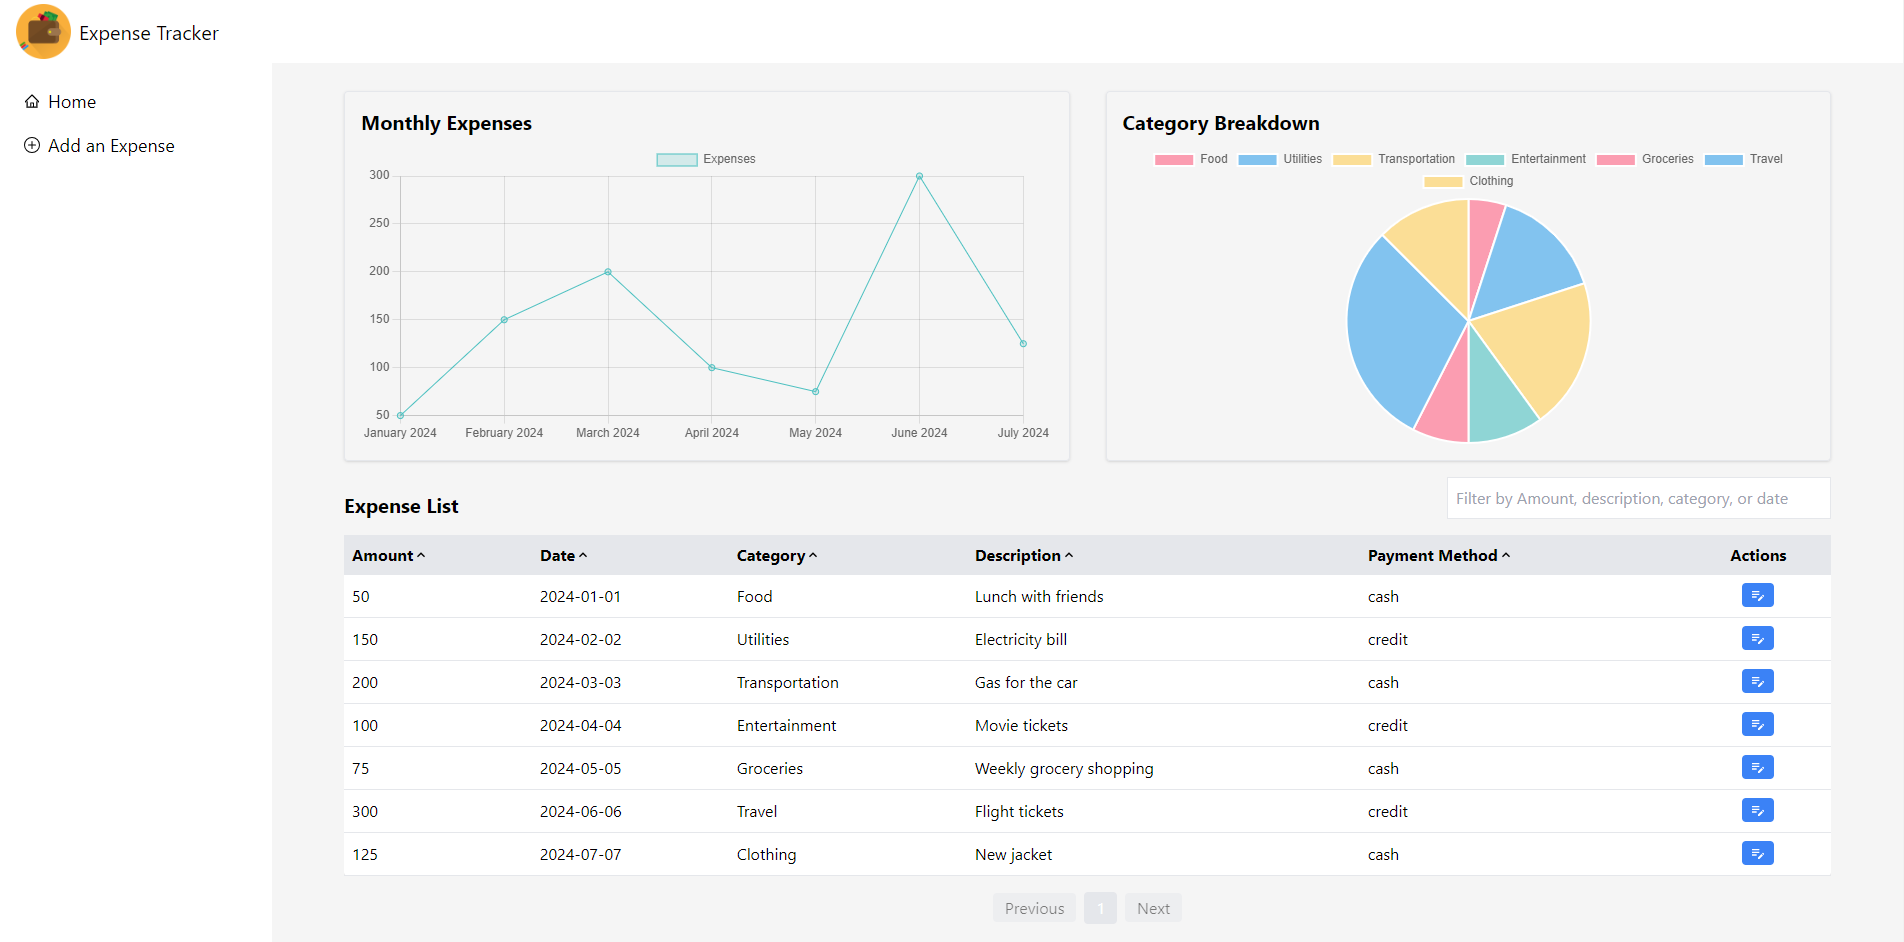 Expense Tracker
Home
Add an Expense
Monthly Expenses
Expenses
300
250
200
150
100
50
January 2024 February 2024 March 2024 April 2024 May 2024 June 2024 July 2024
Category Breakdown
Food Utilities Transportation Entertainment Groceries Travel
Clothing
Expense List
Filter by Amount, description, category, or date
Amount Date Category Description Payment Method Actions
50 2024-01-01 Food Lunch with friends cash
150 2024-02-02 Utilities Electricity bill credit
200 2024-03-03 Transportation Gas for the car cash
100 2024-04-04 Entertainment Movie tickets credit
75 2024-05-05 Groceries Weekly grocery shopping cash
300 2024-06-06 Travel Flight tickets credit
125 2024-07-07 Clothing New jacket cash
Previous 1 Next